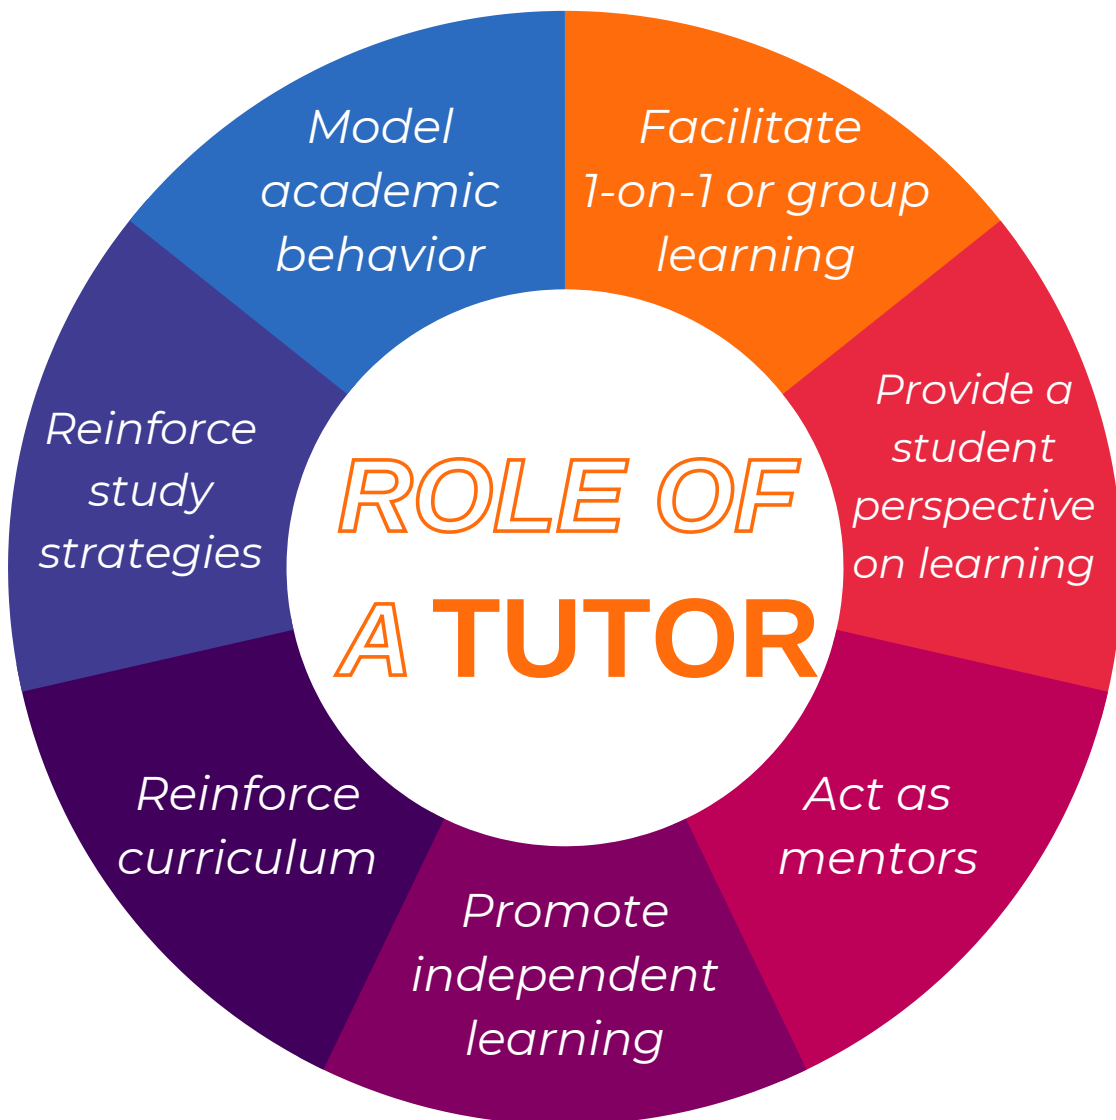 ROLE OF
A TUTOR
Facilitate
1-on-1 or group
learning
Provide a
student
perspective
on learning
Act as
mentors
Promote
independent
learning
Reinforce
curriculum
Reinforce
study
strategies
Model
academic
behavior